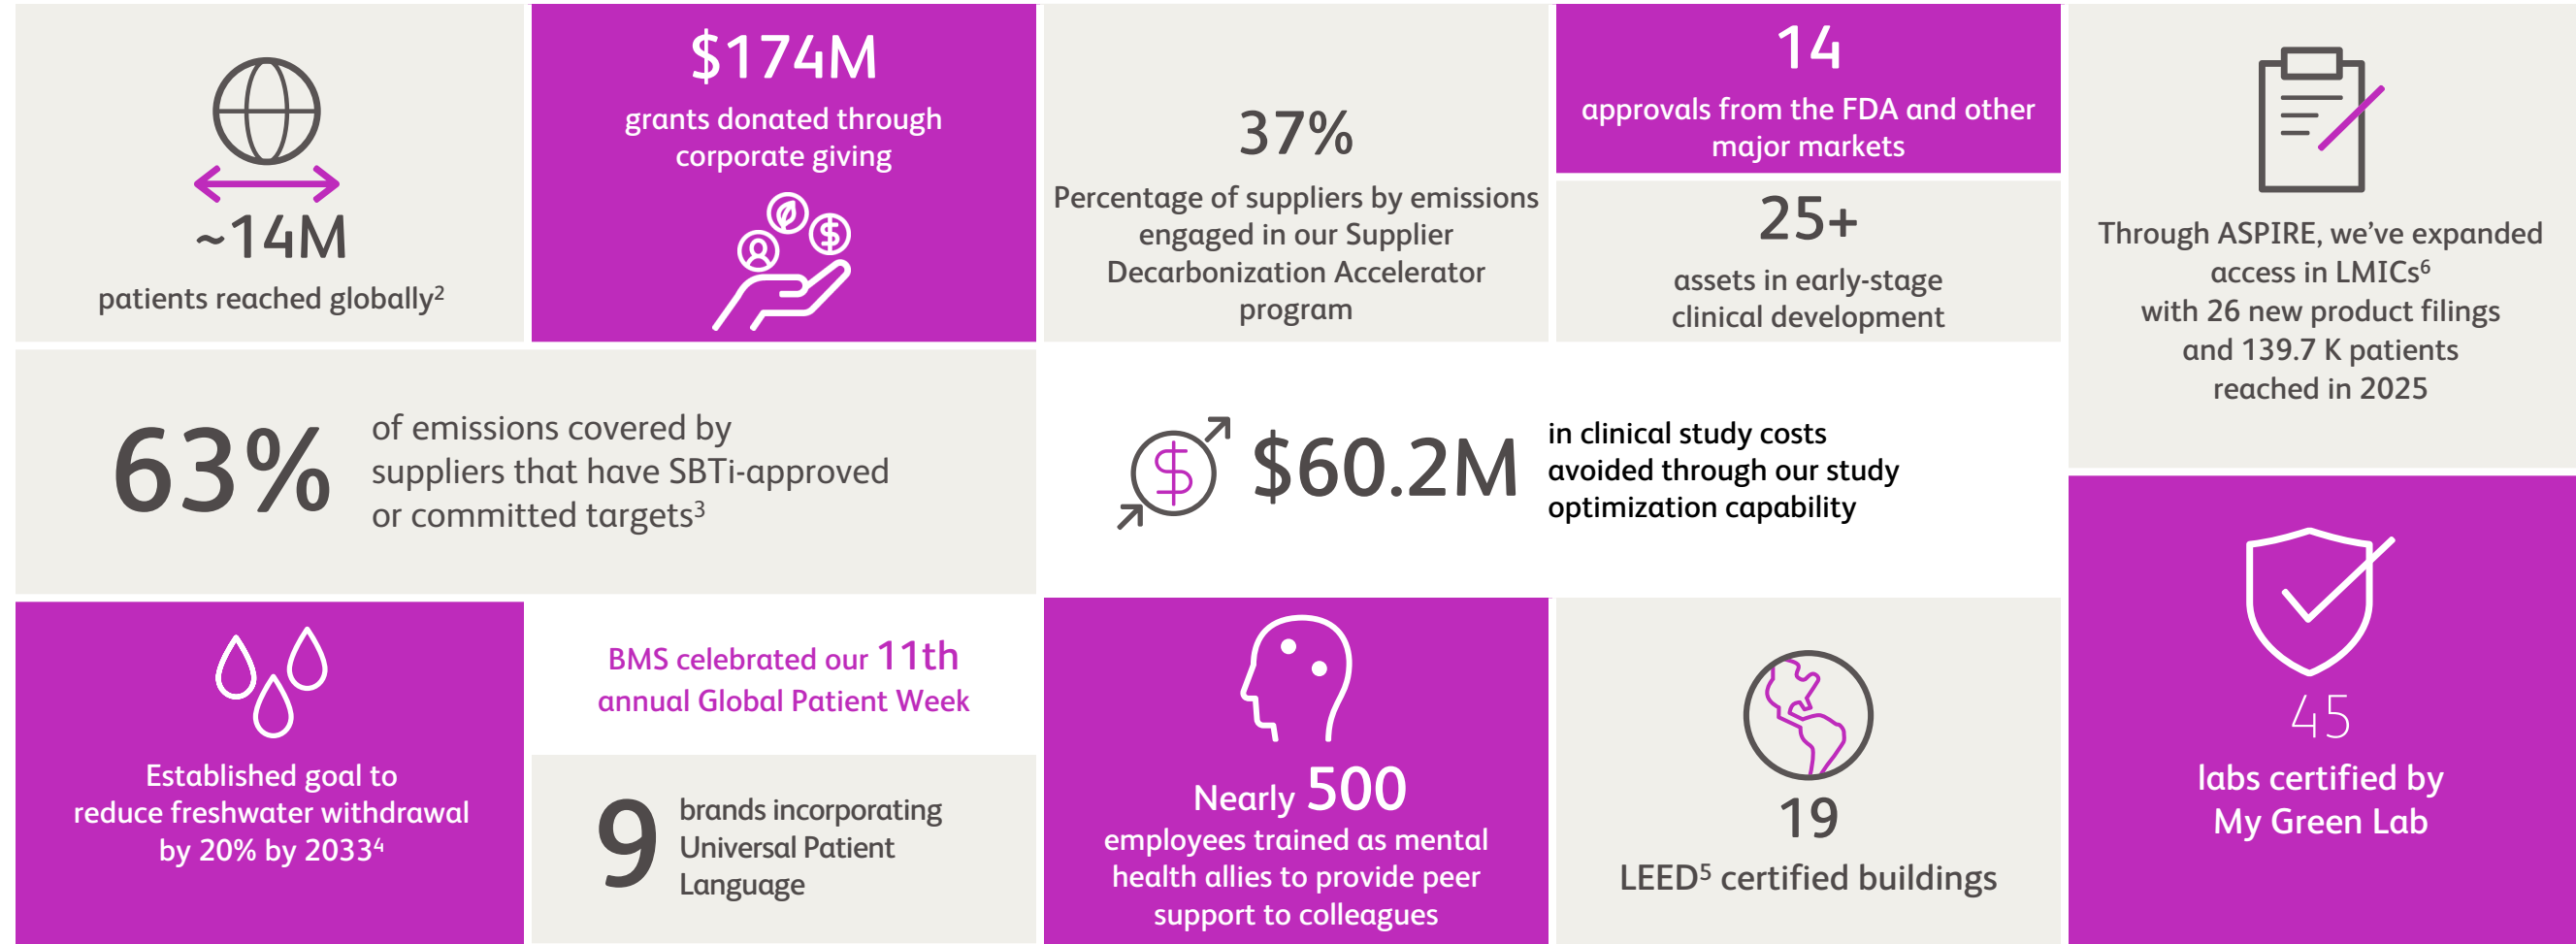 ~14M
patients reached globally²
$174M
grants donated through
corporate giving
37%
Percentage of suppliers by emissions
engaged in our Supplier
Decarbonization Accelerator
program
14
approvals from the FDA and other
major markets
25+
assets in early-stage
clinical development
Through ASPIRE, we’ve expanded
access in LMICs⁶
with 26 new product filings
and 139.7 K patients
reached in 2025
63%
of emissions covered by
suppliers that have SBTi-approved
or committed targets³
$60.2M
in clinical study costs
avoided through our study
optimization capability
Established goal to
reduce freshwater withdrawal
by 20% by 2033⁴
BMS celebrated our 11th
annual Global Patient Week
9
brands incorporating
Universal Patient
Language
Nearly 500
employees trained as mental
health allies to provide peer
support to colleagues
19
LEED⁵ certified buildings
45
labs certified by
My Green Lab